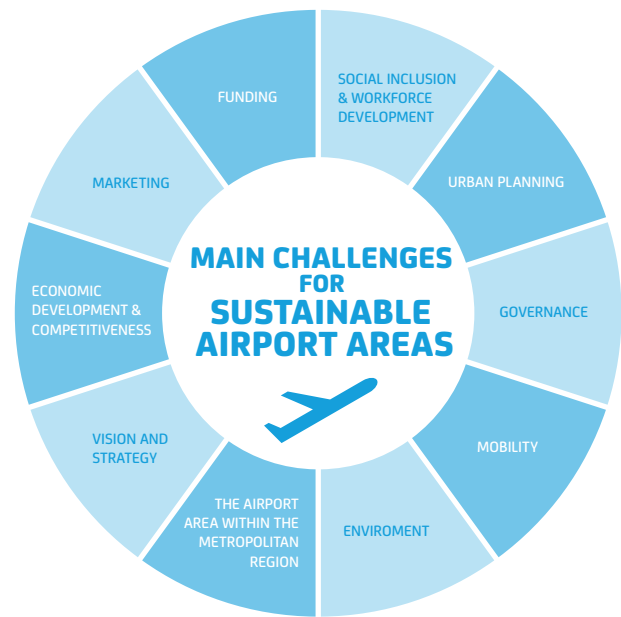 MAIN CHALLENGES
FOR
SUSTAINABLE
AIRPORT AREAS
SOCIAL INCLUSION
& WORKFORCE
DEVELOPMENT
URBAN PLANNING
GOVERNANCE
MOBILITY
ENVIROMENT
THE AIRPORT
AREA WITHIN THE
METROPOLITAN
REGION
VISION AND
STRATEGY
ECONOMIC
DEVELOPMENT &
COMPETITIVENESS
MARKETING
FUNDING